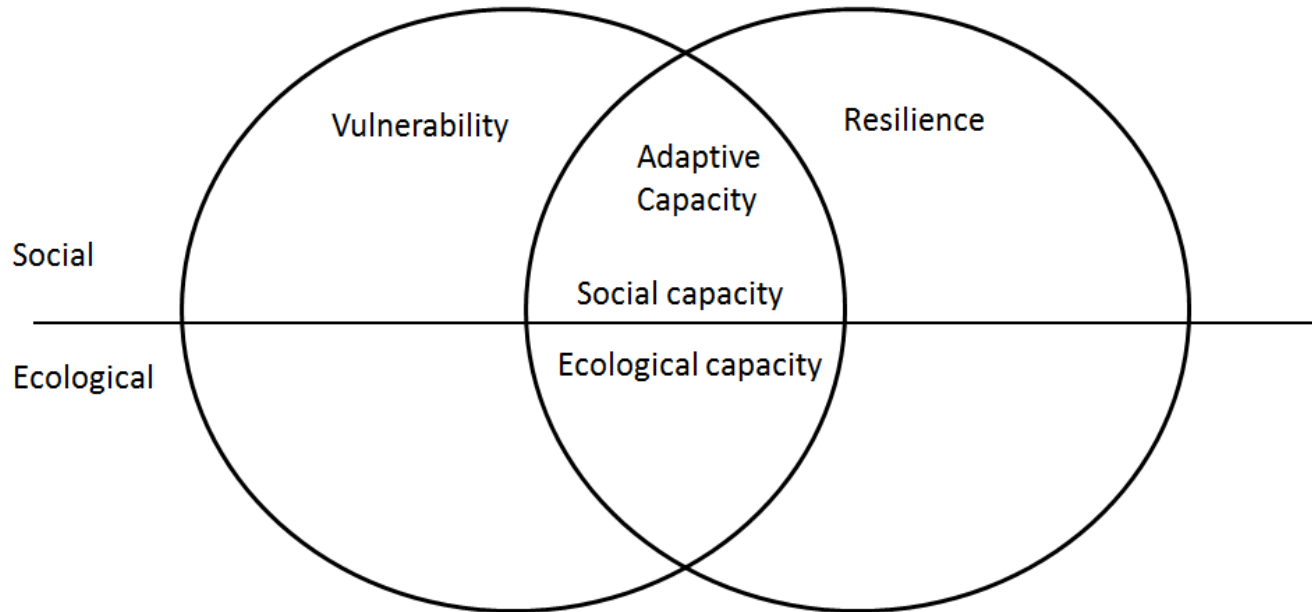 Vulnerability
Resilience
Adaptive
Capacity
Social
Social capacity
Ecological capacity
Ecological